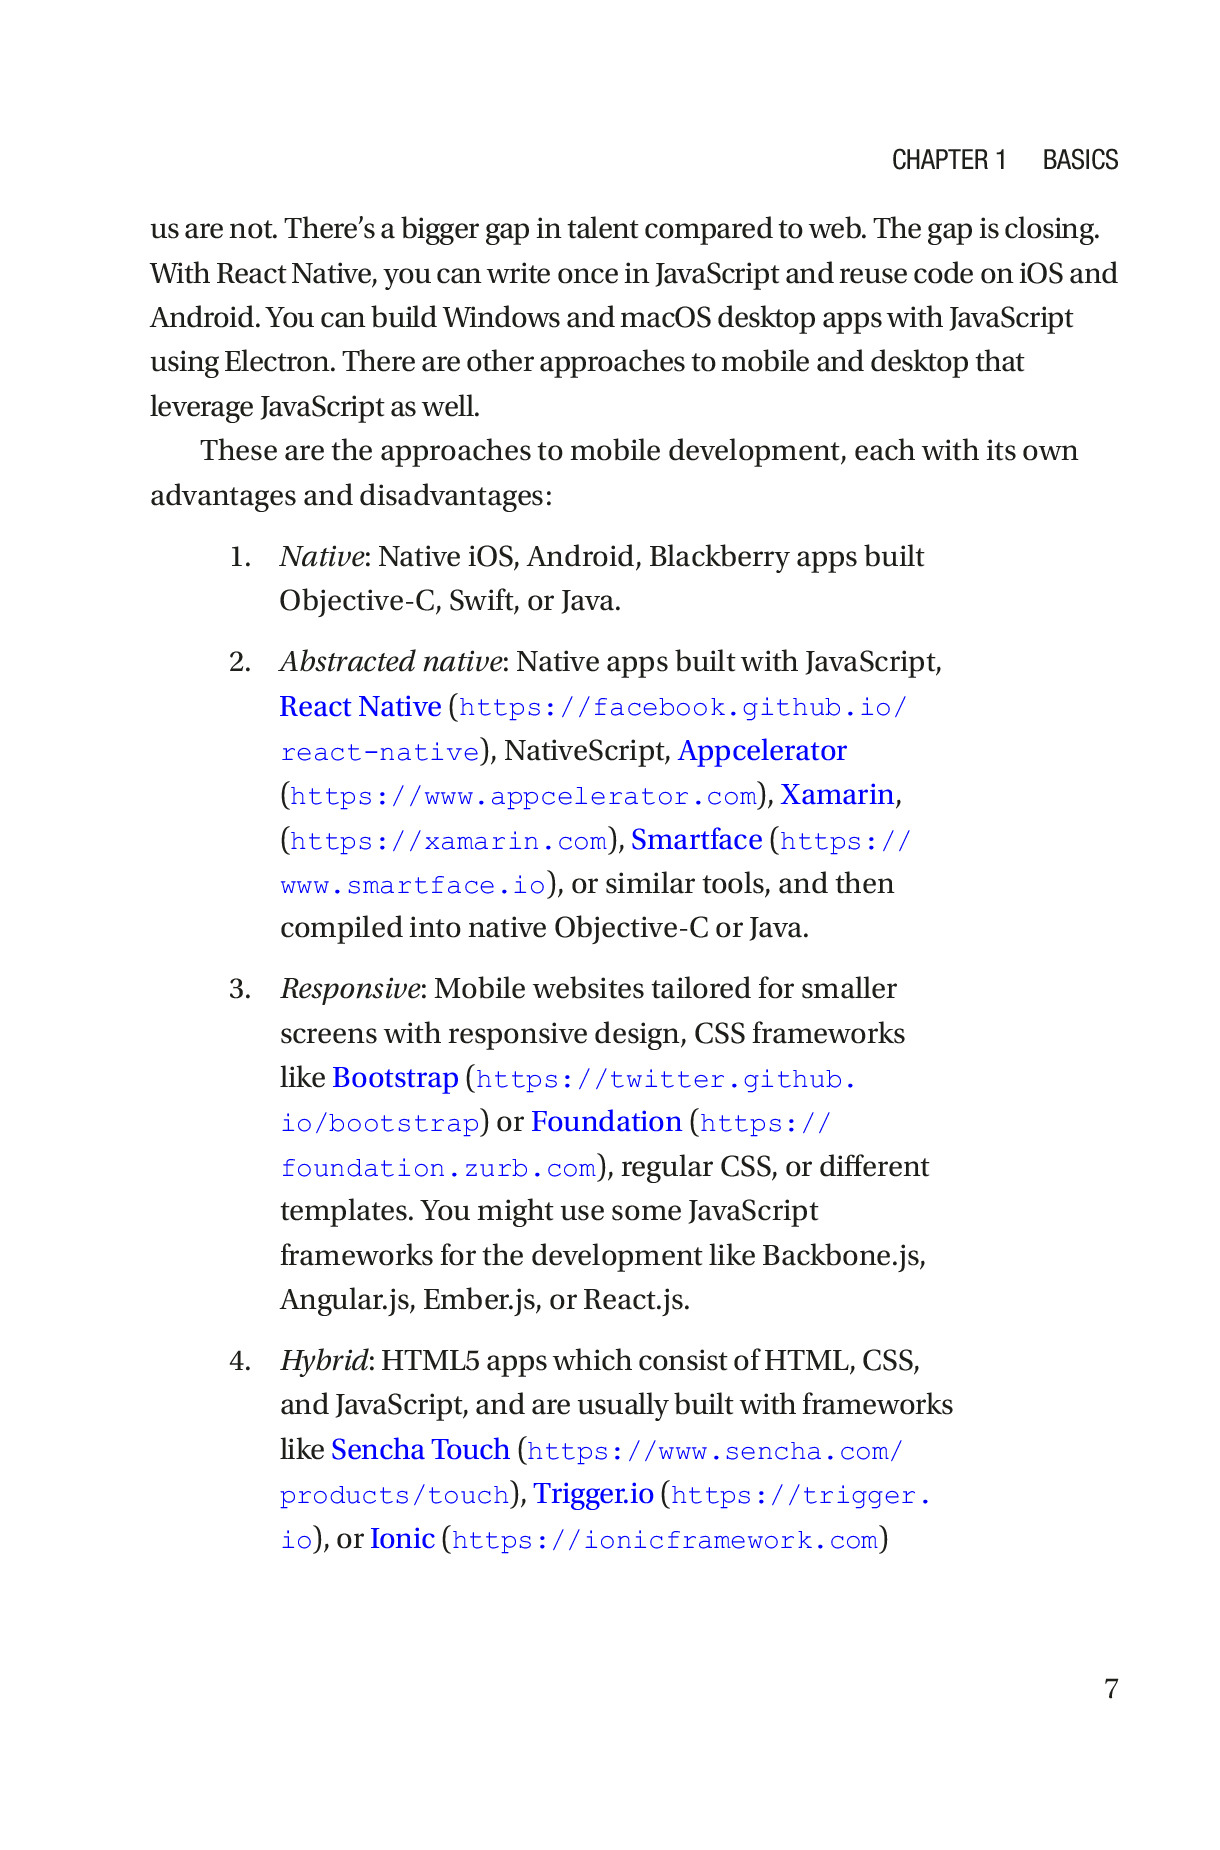 CHAPTER 1 BASICS
us are not. There’s a bigger gap in talent compared to web. The gap is closing.
With React Native, you can write once in JavaScript and reuse code on iOS and
Android. You can build Windows and macOS desktop apps with JavaScript
using Electron. There are other approaches to mobile and desktop that
leverage JavaScript as well.
These are the approaches to mobile development, each with its own
advantages and disadvantages:
1. Native: Native iOS, Android, Blackberry apps built
Objective-C, Swift, or Java.
2. Abstracted native: Native apps built with JavaScript,
React Native (https://facebook.github.io/
react-native), NativeScript, Appcelerator
(https://www.appcelerator.com), Xamarin,
(https://xamarin.com), Smartface (https://
www.smartface.io), or similar tools, and then
compiled into native Objective-C or Java.
3. Responsive: Mobile websites tailored for smaller
screens with responsive design, CSS frameworks
like Bootstrap (https://twitter.github.
io/bootstrap) or Foundation (https://
foundation.zurb.com), regular CSS, or different
templates. You might use some JavaScript
frameworks for the development like Backbone.js,
Angular.js, Ember.js, or React.js.
4. Hybrid: HTML5 apps which consist of HTML, CSS,
and JavaScript, and are usually built with frameworks
like Sencha Touch (https://www.sencha.com/
products/touch), Trigger.io (https://trigger.
io), or Ionic (https://ionicframework.com)
7